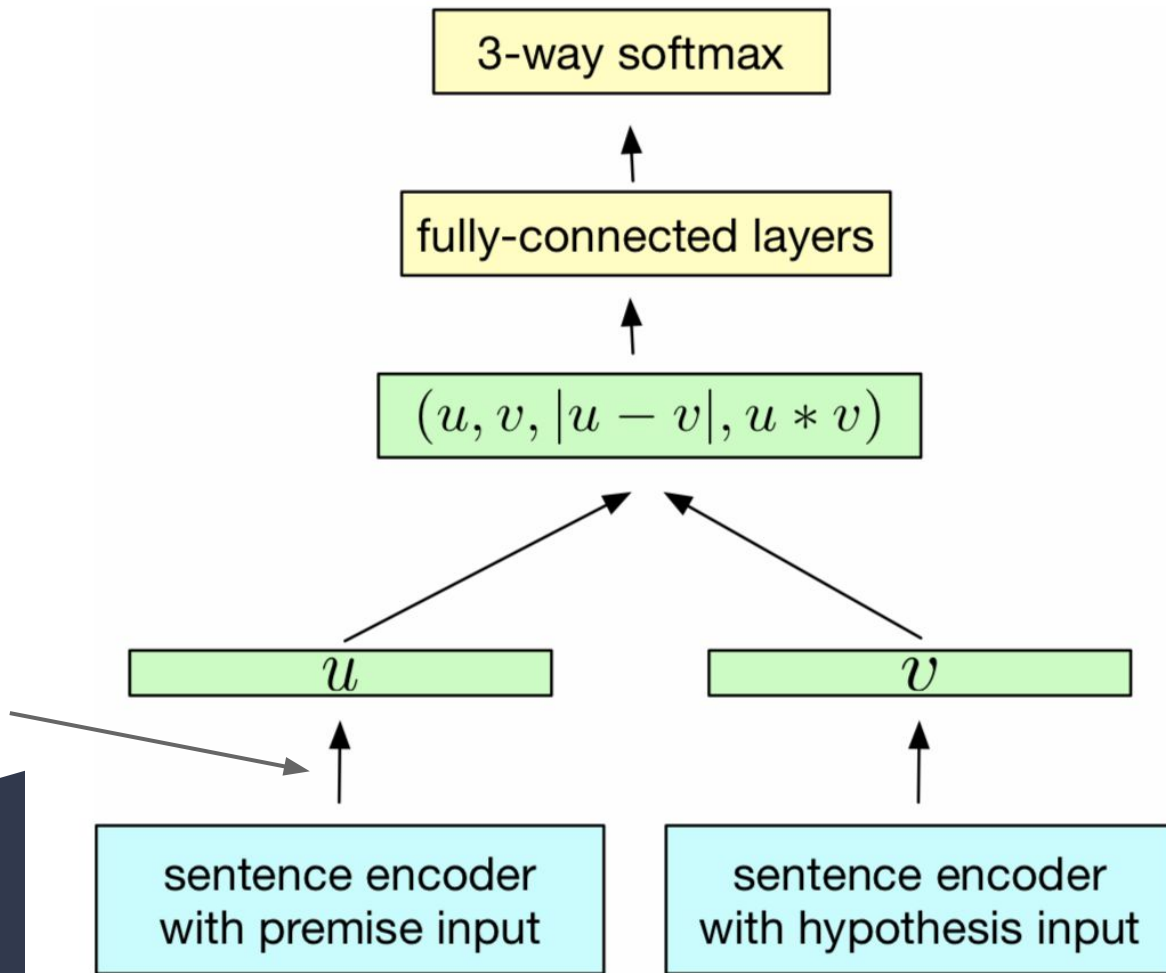 3-way softmax
fully-connected layers
(u, v, |u − v|, u ∗ v)
u
v
sentence encoder
with premise input
sentence encoder
with hypothesis input